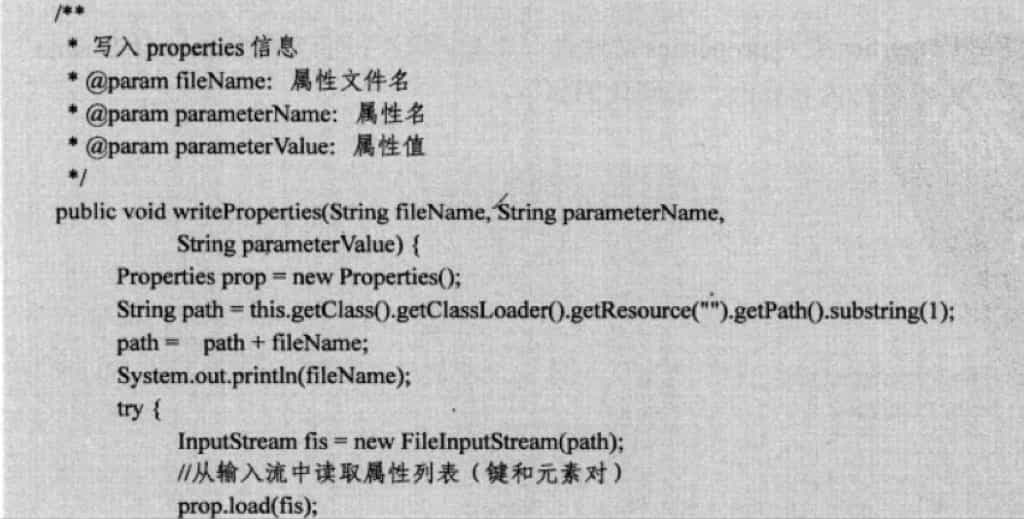 /**
* 写入 properties 信息
* @param fileName: 属性文件名
* @param parameterName: 属性名
* @param parameterValue: 属性值
*/
public void writeProperties(String fileName, String parameterName,
String parameterValue) {
Properties prop = new Properties();
String path = this.getClass().getClassLoader().getResource("").getPath().substring(1);
path = path + fileName;
System.out.println(fileName);
try {
InputStream fis = new FileInputStream(path);
//从输入流中读取属性列表（键和元素对）
prop.load(fis);